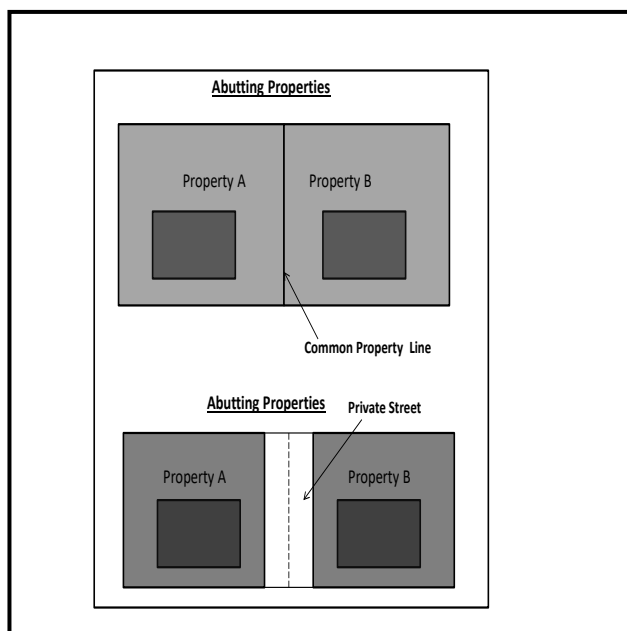 Abutting Properties
Property A Property B
Common Property Line
Abutting Properties
Private Street
Property A Property B